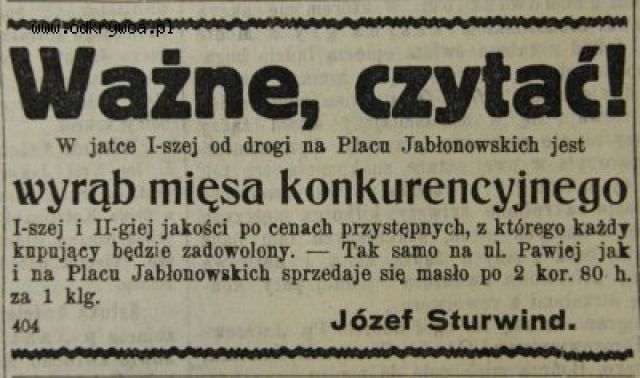 www.odkrywca.pl
Ważne, czytać!
W jatce I-szej od drogi na Placu Jabłonowskich jest
wyrąb mięsa konkurencyjnego
I-szej i II-giej jakości po cenach przystępnych, z którego każdy
kupujący będzie zadowolony. — Tak samo na ul. Pawiej jak
i na Placu Jabłonowskich sprzedaje się masło po 2 kor. 80 h.
za 1 klg.
404 Józef Sturwind.